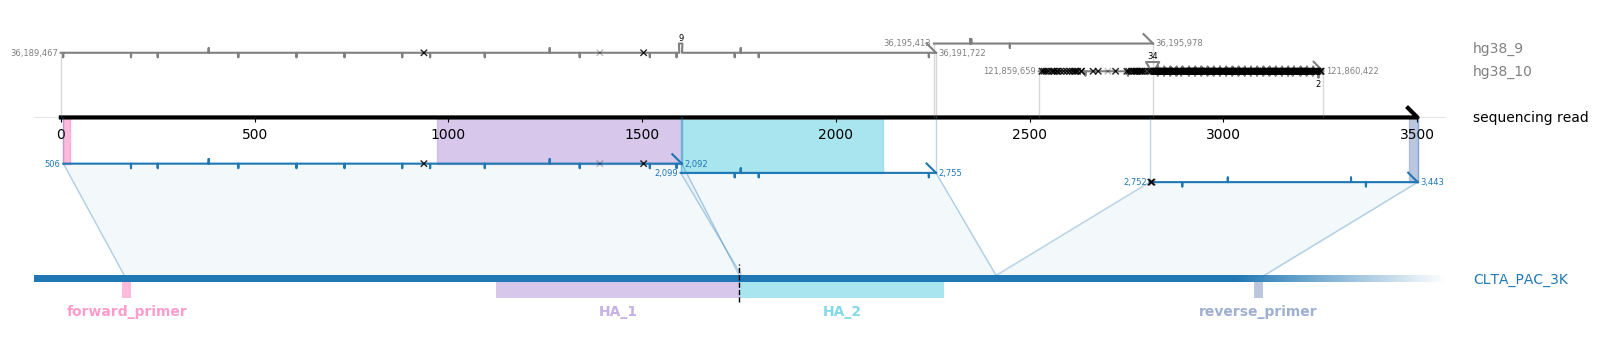 9
36,195,413
36,195,978
hg38_9
36,189,467
36,191,722
34
121,859,659
121,860,422
hg38_10
2
sequencing read
0
500
1000
1500
2000
2500
3000
3500
506
2,092
2,099
2,755
2,752
3,443
CLTA_PAC_3K
forward_primer
HA_1
HA_2
reverse_primer